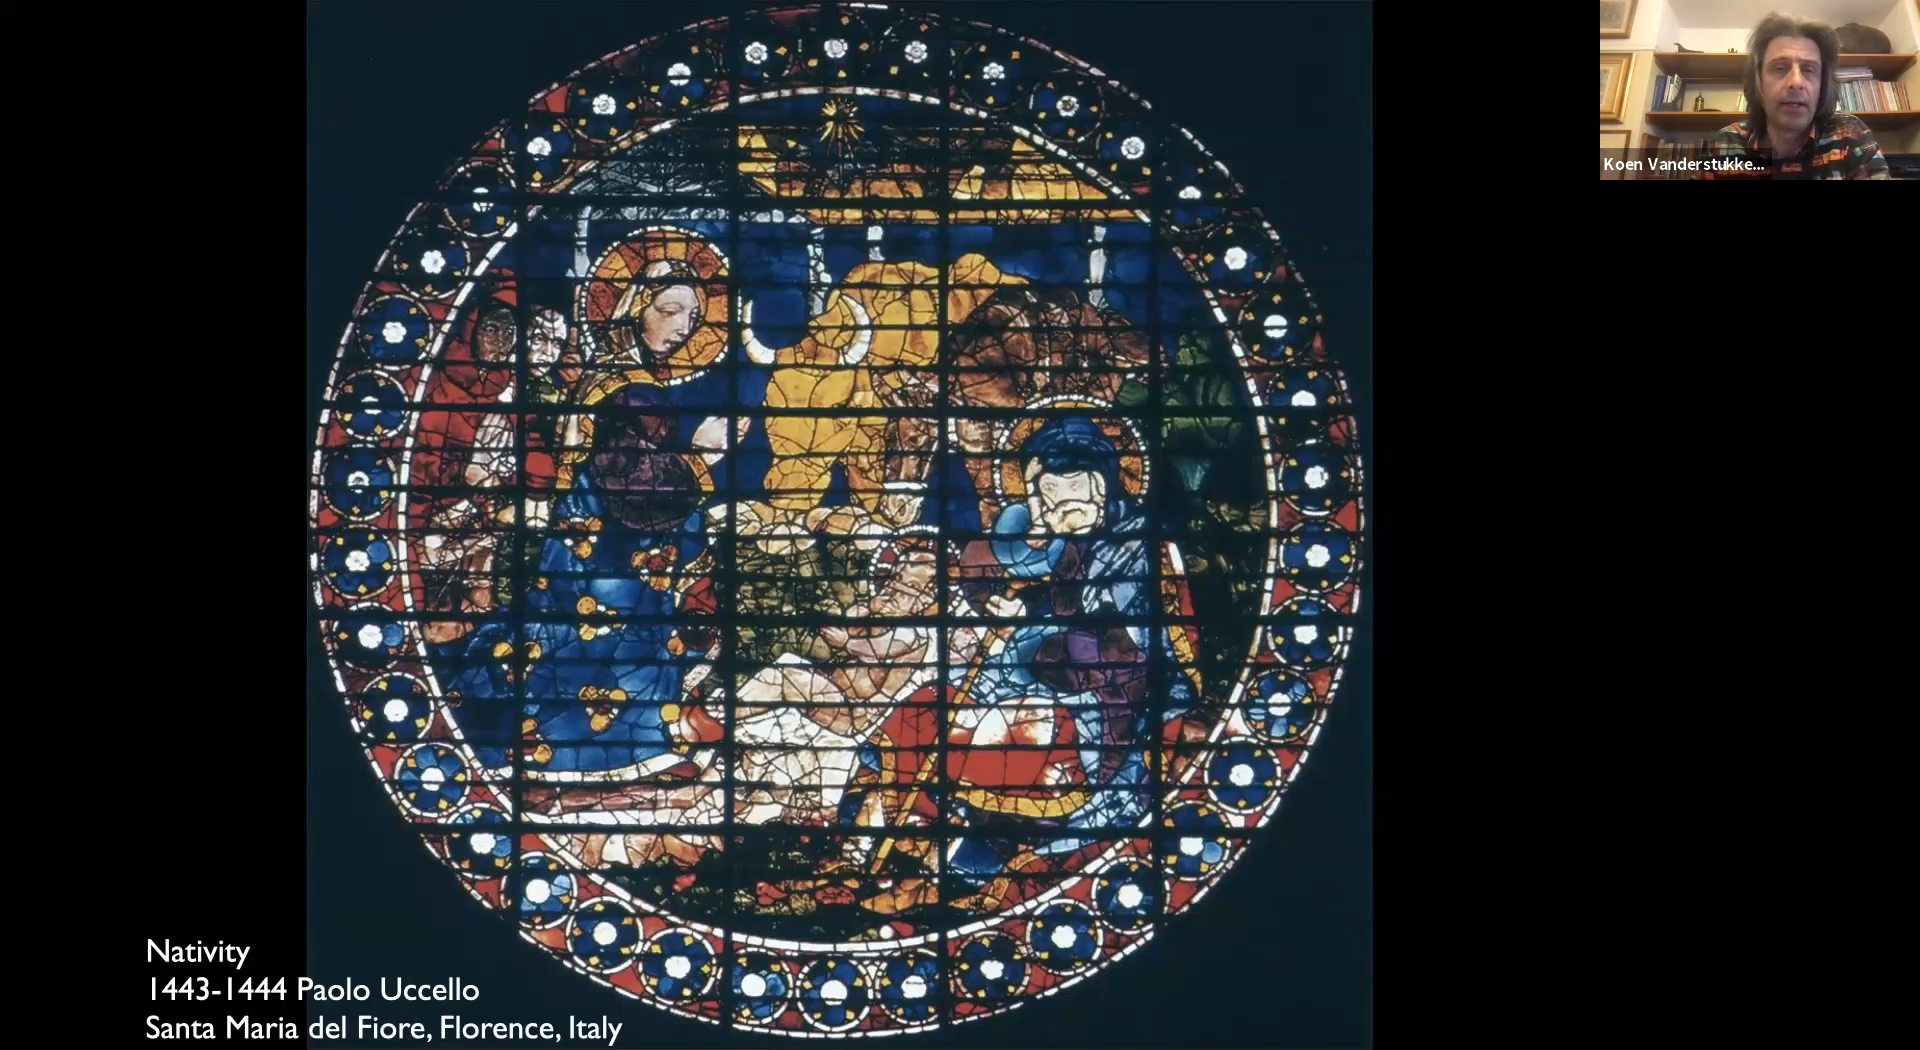 Koen Vanderstukke...
Nativity
1443-1444 Paolo Uccello
Santa Maria del Fiore, Florence, Italy